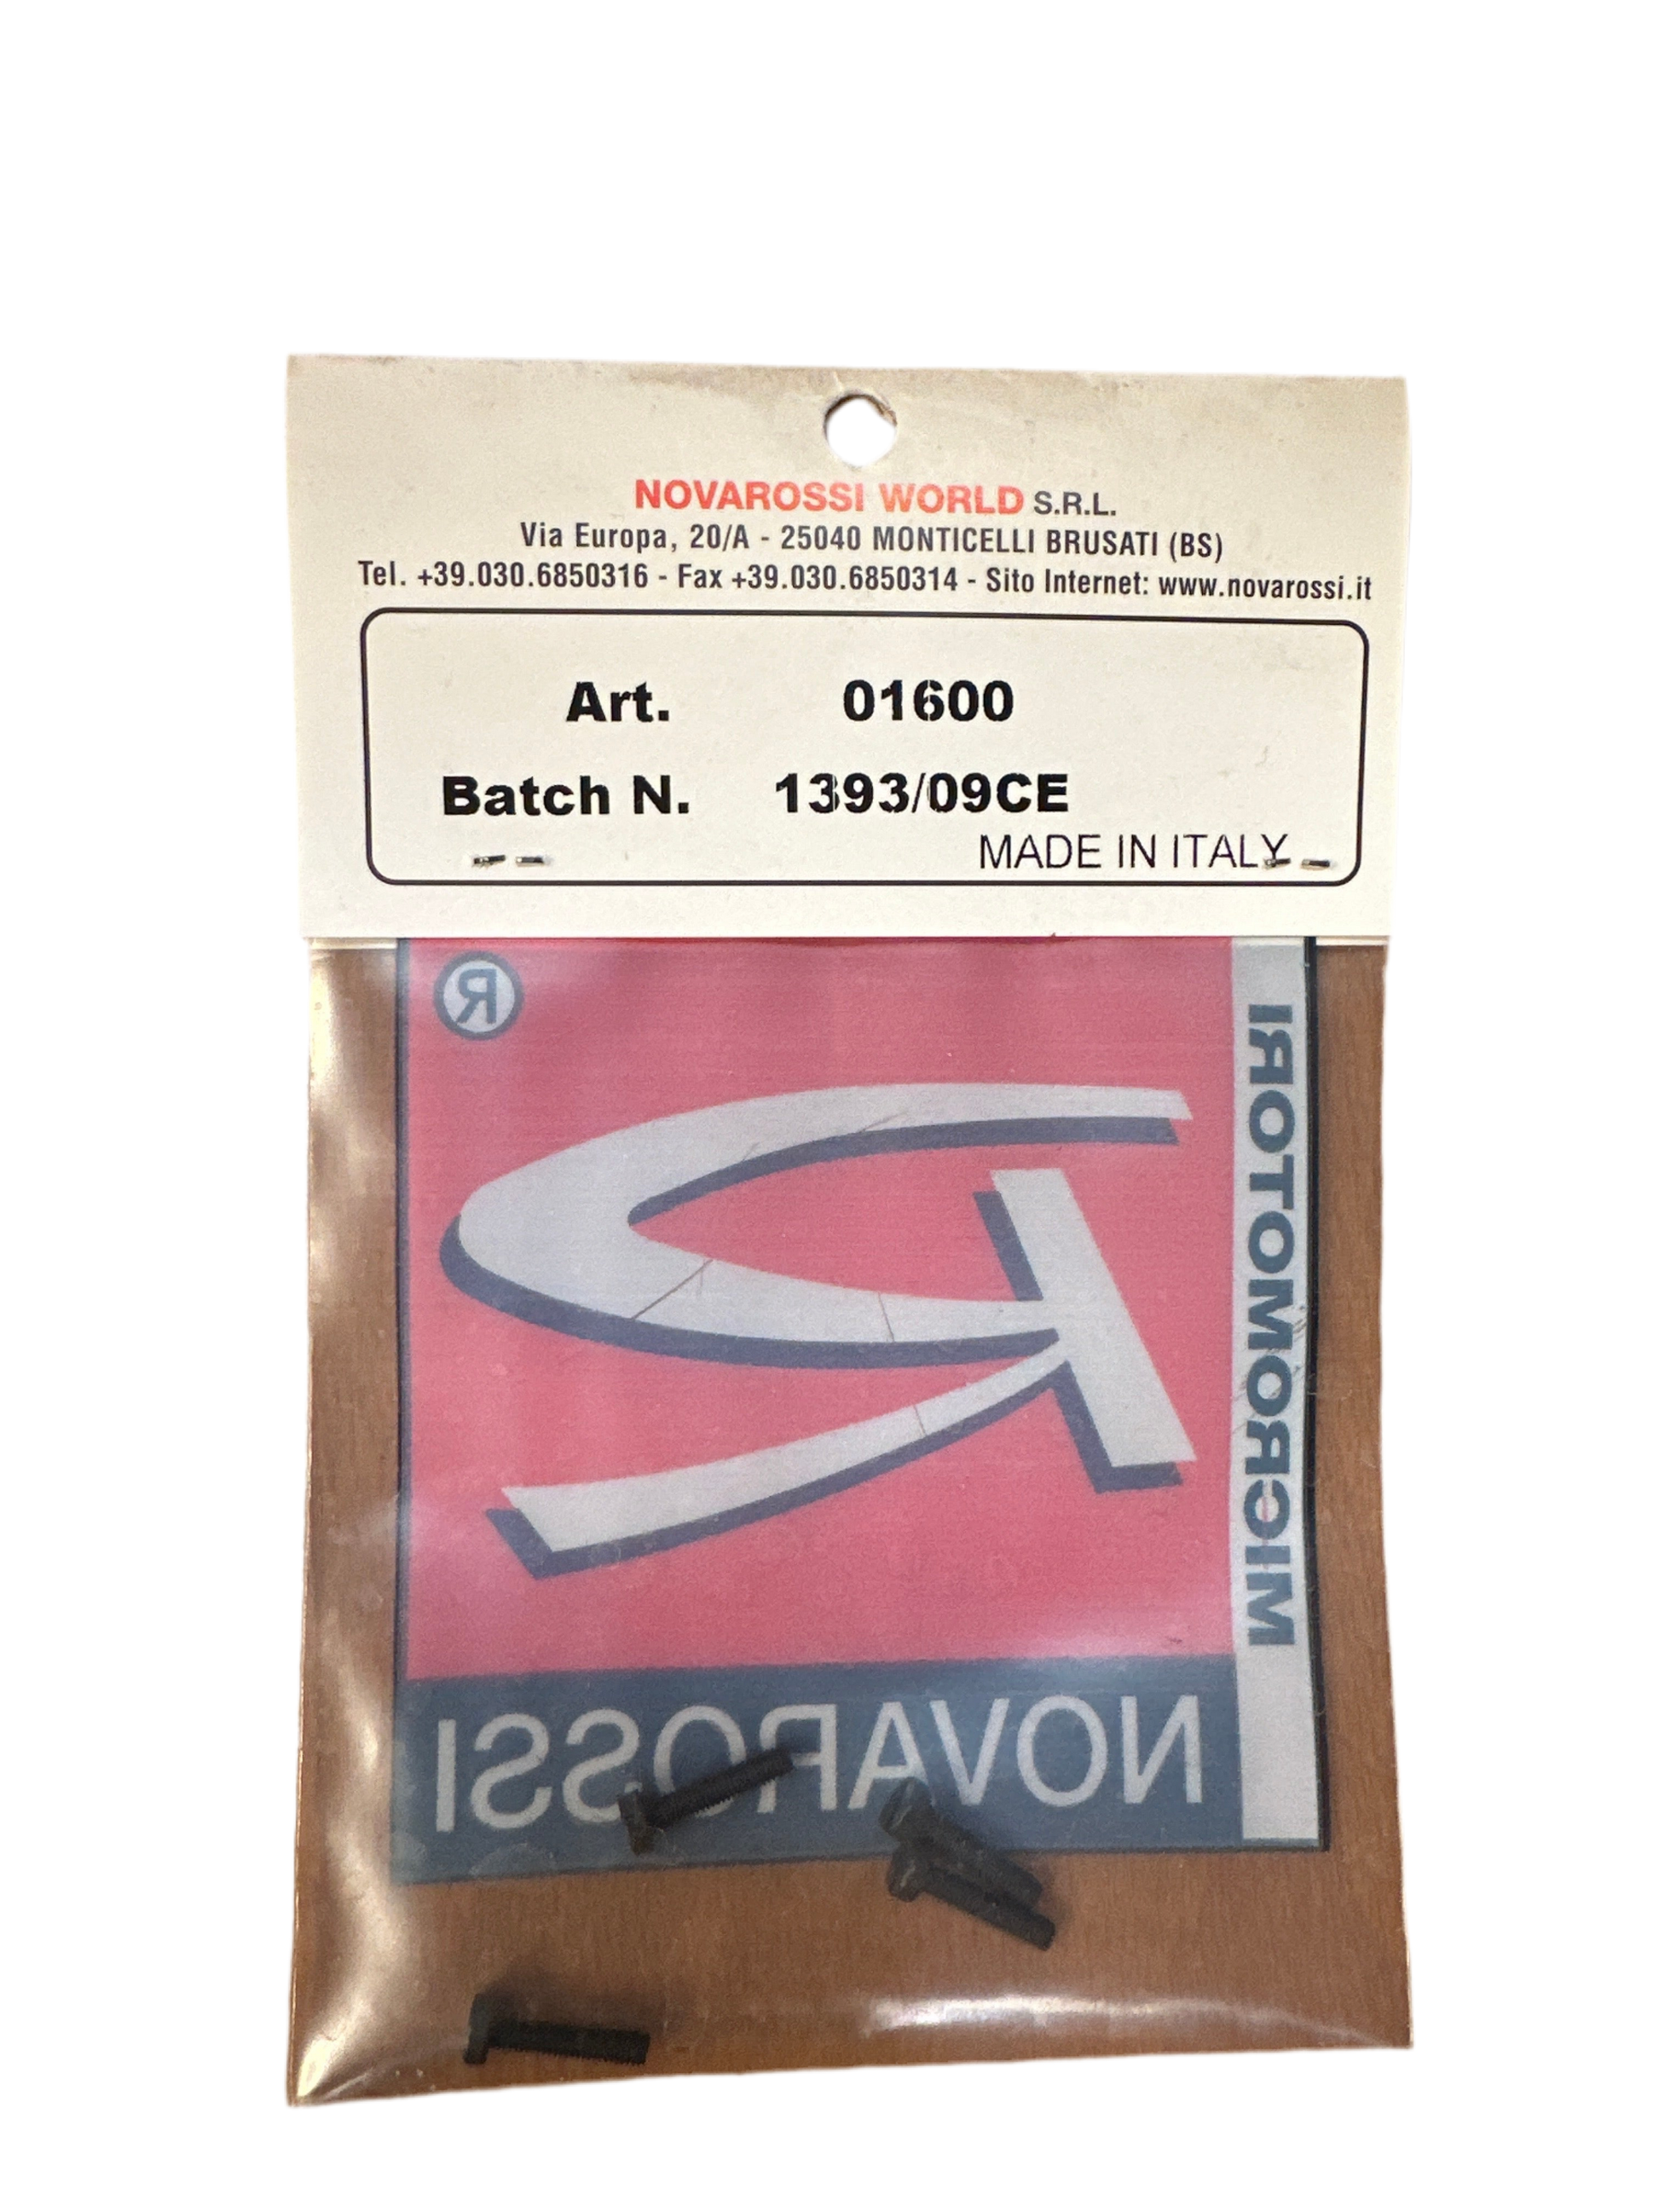 NOVAROSSI WORLD S.R.L.
Via Europa, 20/A - 25040 MONTICELLI BRUSATI (BS)
Tel. +39.030.6850316 - Fax +39.030.6850314 - Sito Internet: www.novarossi.it
Art. 01600
Batch N. 1393/09CE
MADE IN ITALY
®
R
MICROMOTORI
NOVAROSSI